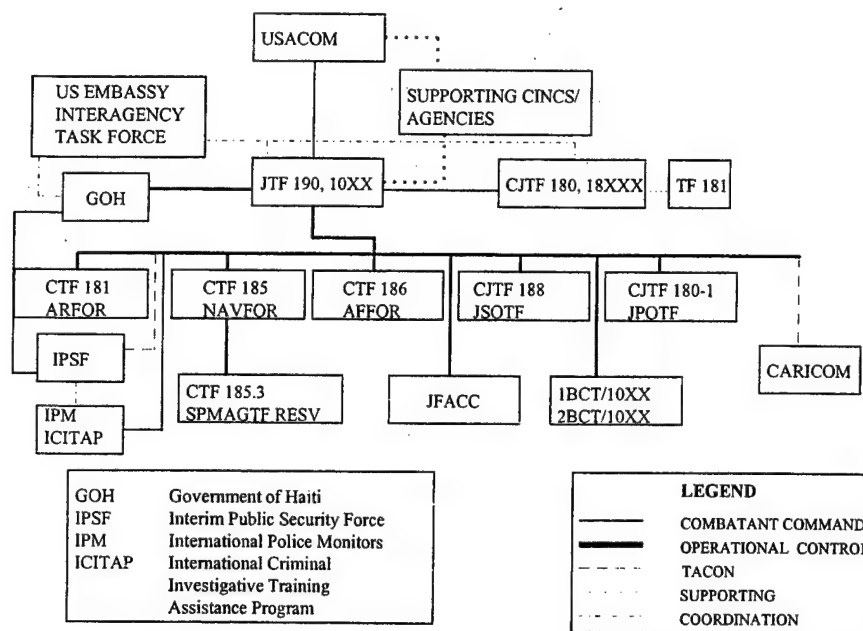 USACOM
US EMBASSY
INTERAGENCY
TASK FORCE
SUPPORTING CINCS/
AGENCIES
GOH
JTF 190, 10XX
CJTF 180, 18XXX
TF 181
CTF 181
ARFOR
CTF 185
NAVFOR
CTF 186
AFFOR
CJTF 188
JSOTF
CJTF 180-1
JPOTF
IPSF
CARICOM
CTF 185.3
SPMAGTF RESV
JFACC
1BCT/10XX
2BCT/10XX
IPM
ICITAP
GOH Government of Haiti
IPSF Interim Public Security Force
IPM International Police Monitors
ICITAP International Criminal
Investigative Training
Assistance Program
LEGEND
COMBATANT COMMAND
OPERATIONAL CONTROL
TACON
SUPPORTING
COORDINATION